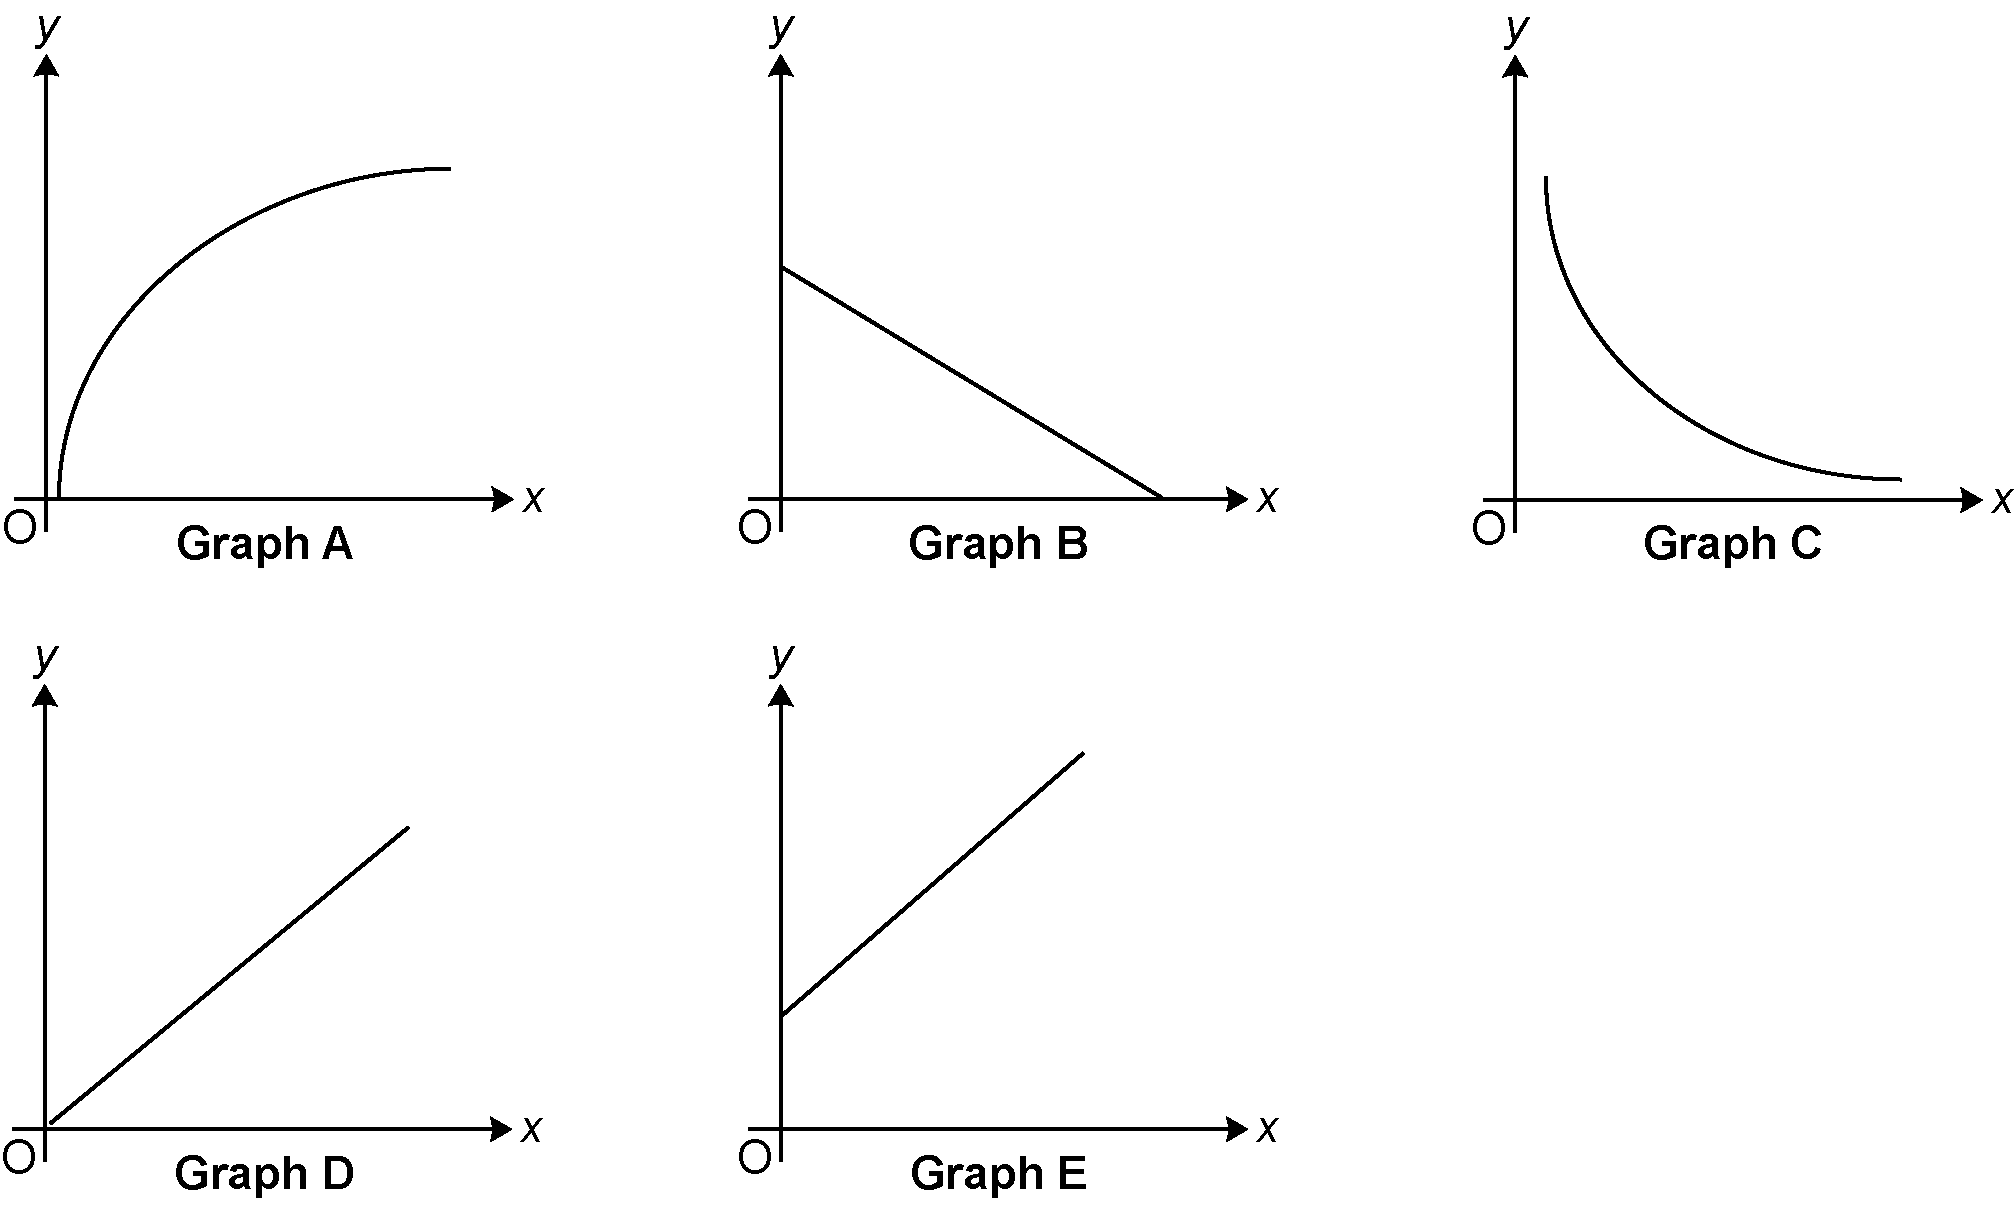 y y y
x x x
O O O
Graph A Graph B Graph C
y y
x x
O O
Graph D Graph E